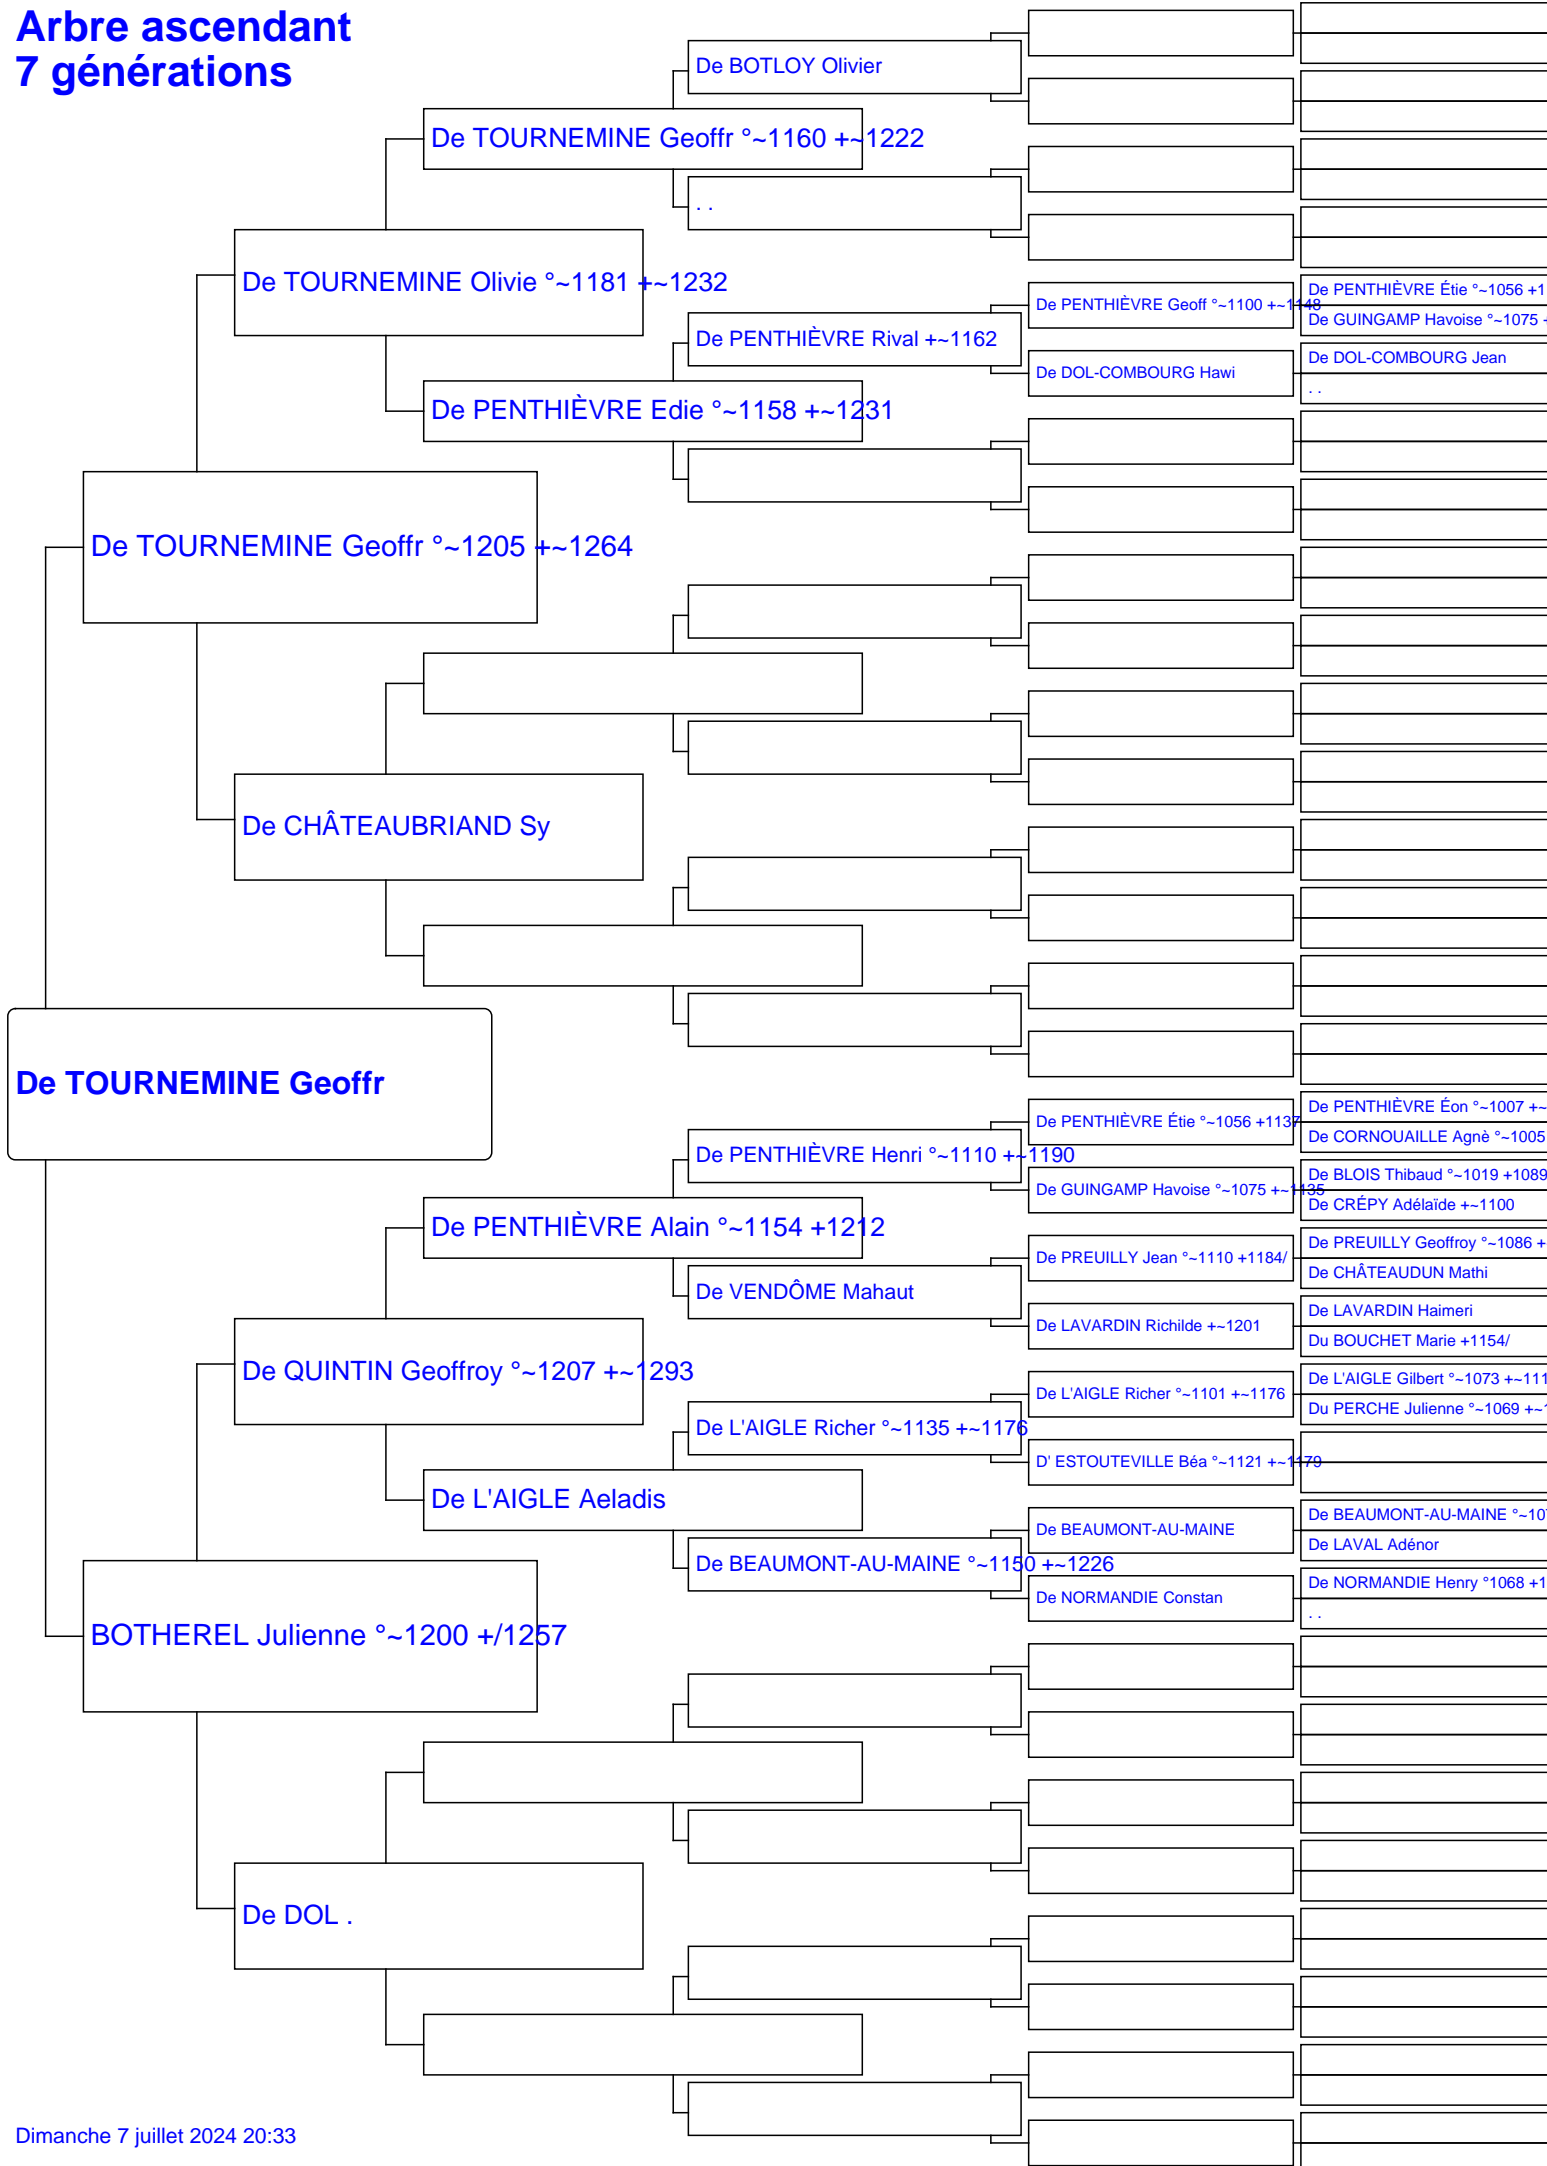 Arbre ascendant
7 générations
De BOTLOY Olivier
De TOURNEMINE Geoffr °~1160 +~1222
. .
De TOURNEMINE Olivie °~1181 +~1232
De PENTHIÈVRE Étie °~1056 +1
De PENTHIÈVRE Geoff °~1100 +~1148
De GUINGAMP Havoise °~1075 +
De PENTHIÈVRE Rival +~1162
De DOL-COMBOURG Jean
De DOL-COMBOURG Hawi
. .
De PENTHIÈVRE Edie °~1158 +~1231
De TOURNEMINE Geoffr °~1205 +~1264
De CHÂTEAUBRIAND Sy
De TOURNEMINE Geoffr
De PENTHIÈVRE Éon °~1007 +~
De PENTHIÈVRE Étie °~1056 +1137
De CORNOUAILLE Agnè °~1005
De PENTHIÈVRE Henri °~1110 +~1190
De BLOIS Thibaud °~1019 +1089
De GUINGAMP Havoise °~1075 +~1135
De CRÉPY Adélaïde +~1100
De PENTHIÈVRE Alain °~1154 +1212
De PREUILLY Geoffroy °~1086 +
De PREUILLY Jean °~1110 +1184/
De CHÂTEAUDUN Mathi
De VENDÔME Mahaut
De LAVARDIN Haimeri
De LAVARDIN Richilde +~1201
Du BOUCHET Marie +1154/
De QUINTIN Geoffroy °~1207 +~1293
De L'AIGLE Gilbert °~1073 +~111
De L'AIGLE Richer °~1101 +~1176
Du PERCHE Julienne °~1069 +~1
De L'AIGLE Richer °~1135 +~1176
D' ESTOUTEVILLE Béa °~1121 +~1179
De L'AIGLE Aeladis
De BEAUMONT-AU-MAINE °~107
De BEAUMONT-AU-MAINE
De LAVAL Adénor
De BEAUMONT-AU-MAINE °~1150 +~1226
De NORMANDIE Henry °1068 +1
De NORMANDIE Constan
. .
BOTHEREL Julienne °~1200 +/1257
De DOL .
Dimanche 7 juillet 2024 20:33